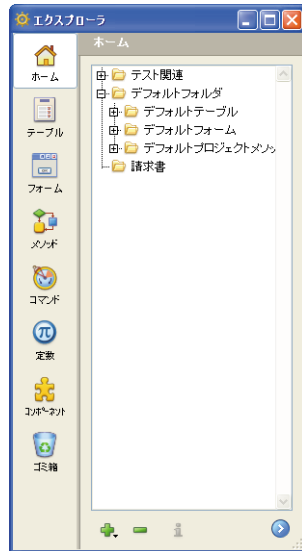 エクスプローラ
ホーム
ホーム
テーブル
フォーム
メソッド
コマンド
定数
コンポーネント
ゴミ箱
テスト関連
デフォルトフォルダ
デフォルトテーブル
デフォルトフォーム
デフォルトプロジェクトメソッ
請求書